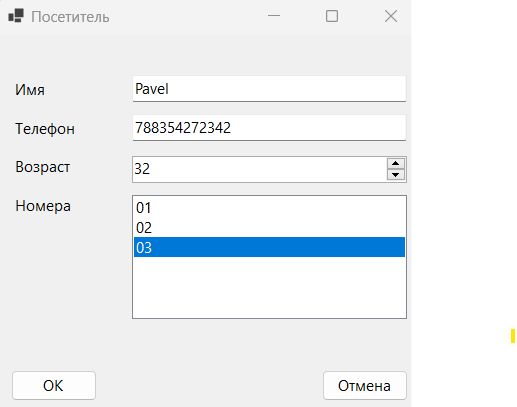 Посетитель
Имя Pavel
Телефон 788354272342
Возраст 32
Номера 01
02
03
OK Отмена